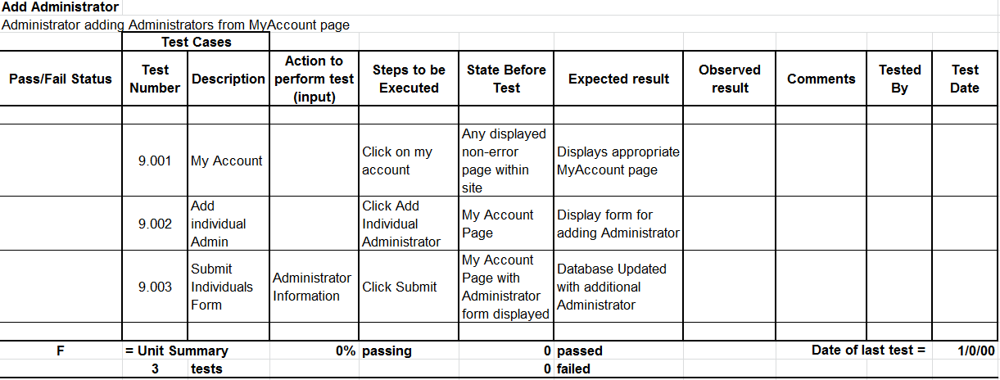 Add Administrator
Administrator adding Administrators from MyAccount page
Test Cases
Pass/Fail Status
Test
Number
Description
Action to
perform test
(input)
Steps to be
Executed
State Before
Test
Expected result
Observed
result
Comments
Tested
By
Test
Date
9.001
My Account
Click on my
account
Any displayed
non-error
page within
site
Displays appropriate
MyAccount page
9.002
Add
individual
Admin
Click Add
Individual
Administrator
My Account
Page
Display form for
adding Administrator
9.003
Submit
Individuals
Form
Administrator
Information
Click Submit
My Account
Page with
Administrator
form displayed
Database Updated
with additional
Administrator
F = Unit Summary 0% passing 0 passed Date of last test = 1/0/00
3 tests 0 failed